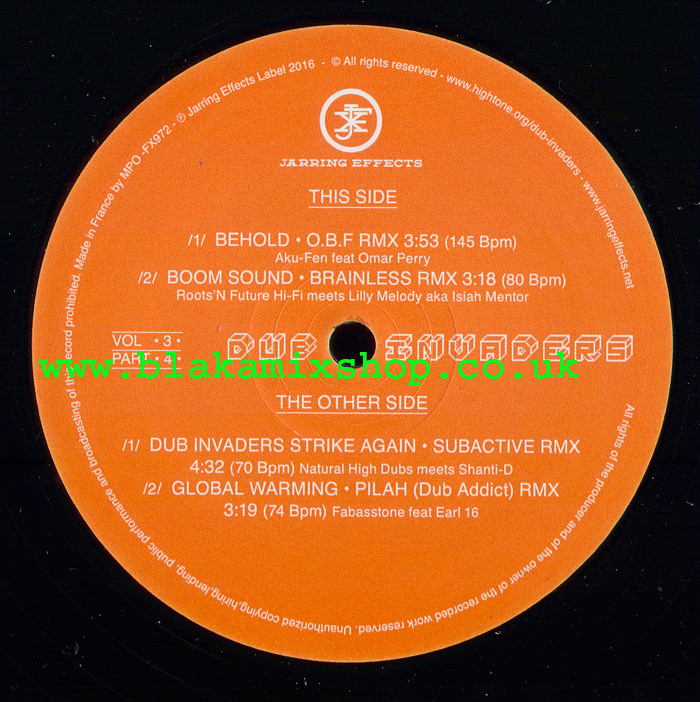 Made in France by MPO - FX972 - ℗ Jarring Effects Label 2016 - © All rights reserved - www.hightone.org/dub-invaders - www.jarringeffects.net
JFX
JARRING EFFECTS
THIS SIDE
/1/ BEHOLD • O.B.F RMX 3:53 (145 Bpm)
Aku-Fen feat Omar Perry
/2/ BOOM SOUND • BRAINLESS RMX 3:18 (80 Bpm)
Roots'N Future Hi-Fi meets Lilly Melody aka Isiah Mentor
VOL • 3 •
PART • 4 •
DUB INVADERS
www.blakamixshop.co.uk
THE OTHER SIDE
/1/ DUB INVADERS STRIKE AGAIN • SUBACTIVE RMX
4:32 (70 Bpm) Natural High Dubs meets Shanti-D
/2/ GLOBAL WARMING • PILAH (Dub Addict) RMX
3:19 (74 Bpm) Fabasstone feat Earl 16
All rights of the producer and of the owner of the recorded work reserved. Unauthorized copying, hiring, lending, public performance and broadcasting of this record prohibited.